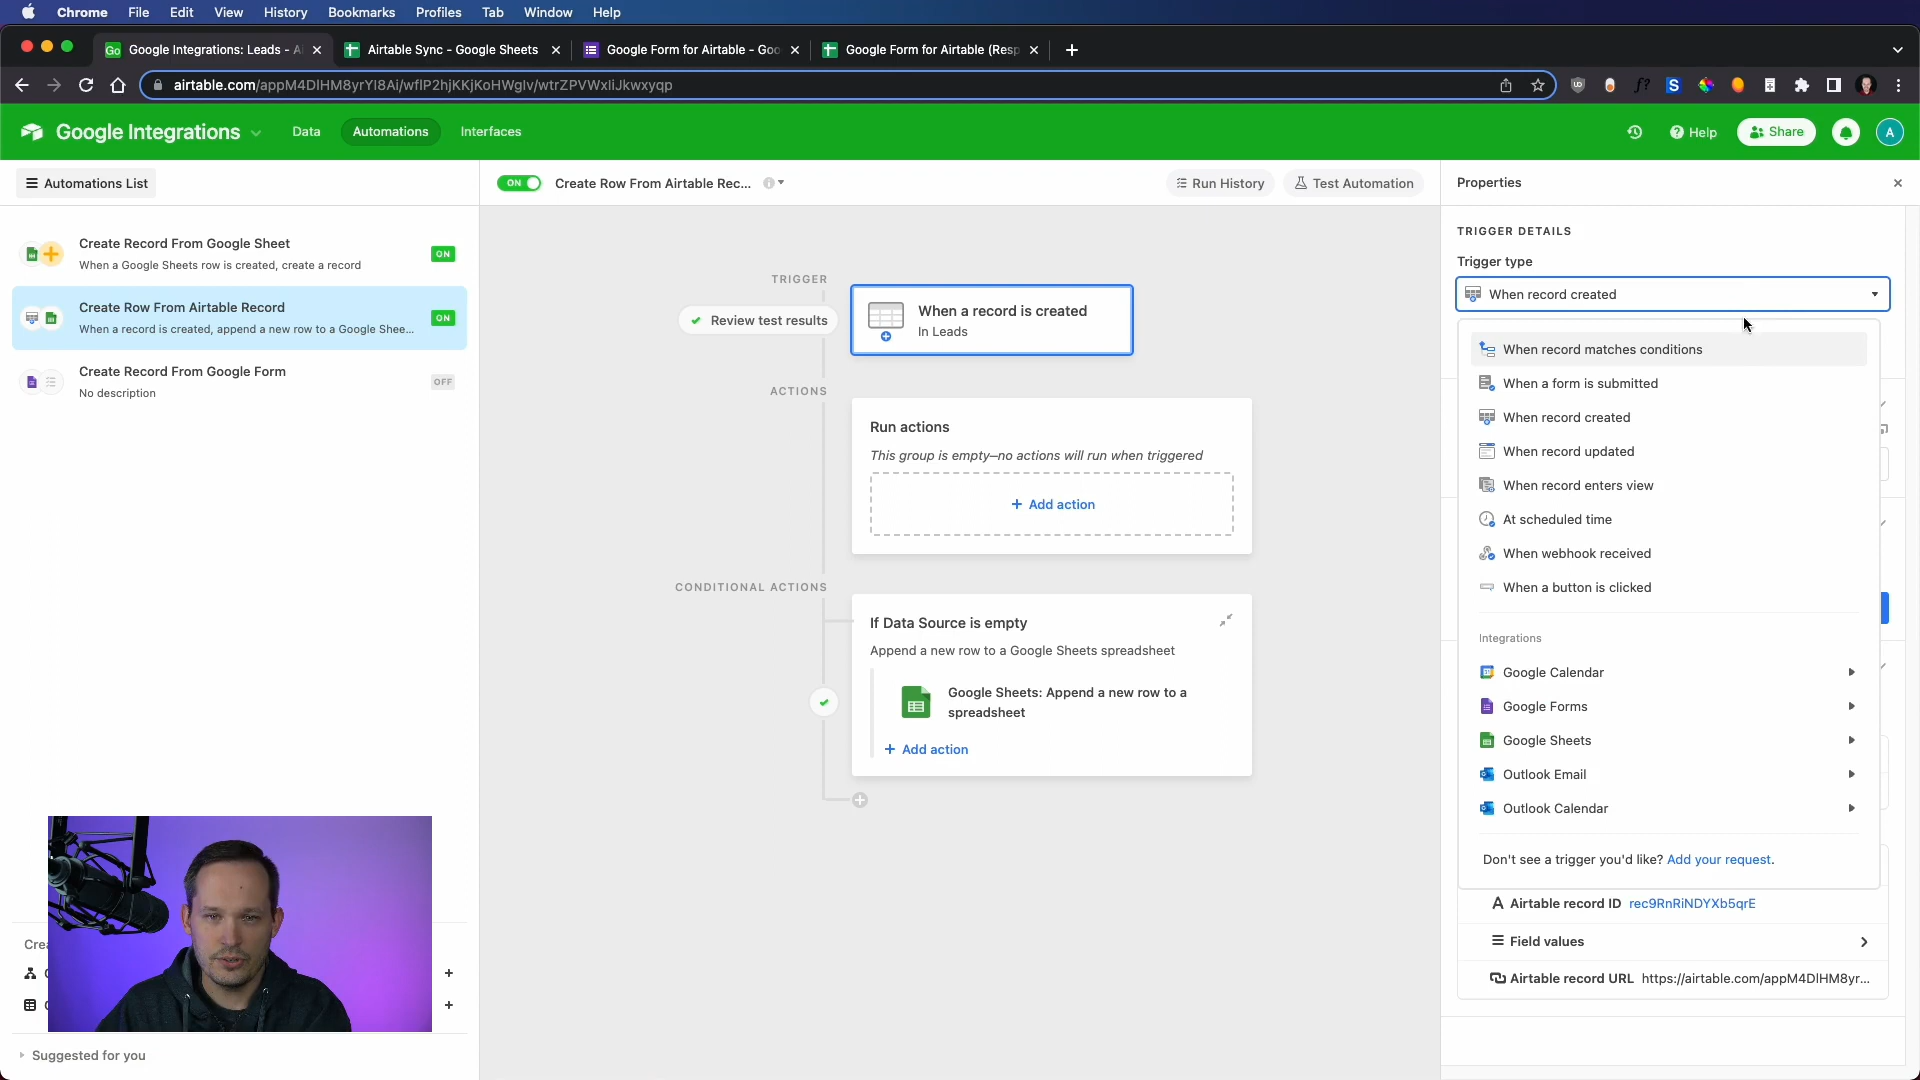 Chrome File Edit View History Bookmarks Profiles Tab Window Help
Google Integrations: Leads - Ai
Airtable Sync - Google Sheets
Google Form for Airtable - Goo
Google Form for Airtable (Resp
airtable.com/appM4DIHM8yrYI8Ai/wflP2hjKKjKoHWglv/wtrZPVWxliJkwxyqp
Google Integrations
Data
Automations
Interfaces
Help
Share
A
Automations List
ON
Create Row From Airtable Rec...
Run History
Test Automation
Properties
Create Record From Google Sheet
When a Google Sheets row is created, create a record
ON
Create Row From Airtable Record
When a record is created, append a new row to a Google Shee...
ON
Create Record From Google Form
No description
OFF
Crea
Suggested for you
TRIGGER
Review test results
When a record is created
In Leads
ACTIONS
Run actions
This group is empty—no actions will run when triggered
+ Add action
CONDITIONAL ACTIONS
If Data Source is empty
Append a new row to a Google Sheets spreadsheet
Google Sheets: Append a new row to a
spreadsheet
+ Add action
TRIGGER DETAILS
Trigger type
When record created
When record matches conditions
When a form is submitted
When record created
When record updated
When record enters view
At scheduled time
When webhook received
When a button is clicked
Integrations
Google Calendar
Google Forms
Google Sheets
Outlook Email
Outlook Calendar
Don't see a trigger you'd like? Add your request.
Airtable record ID rec9RnRiNDYXb5qrE
Field values
Airtable record URL https://airtable.com/appM4DIHM8yr...